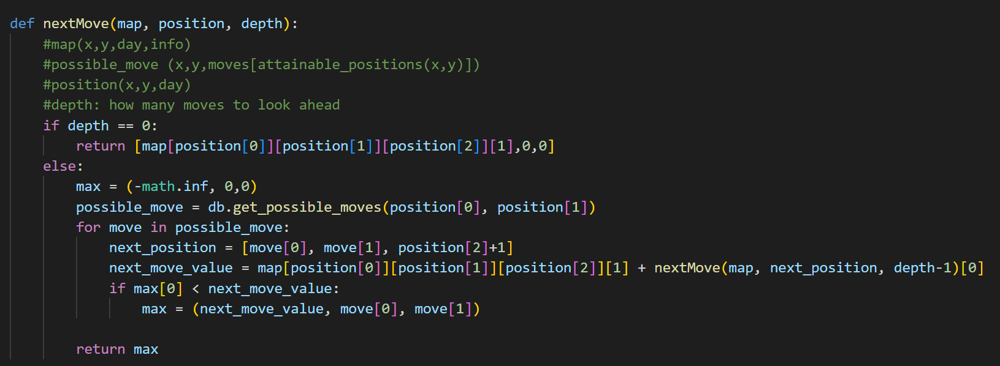 def nextMove(map, position, depth):
    #map(x,y,day,info)
    #possible_move (x,y,moves[attainable_positions(x,y)])
    #position(x,y,day)
    #depth: how many moves to look ahead
    if depth == 0:
        return [map[position[0]][position[1]][position[2]][1],0,0]
    else:
        max = (-math.inf, 0,0)
        possible_move = db.get_possible_moves(position[0], position[1])
        for move in possible_move:
            next_position = [move[0], move[1], position[2]+1]
            next_move_value = map[position[0]][position[1]][position[2]][1] + nextMove(map, next_position, depth-1)[0]
            if max[0] < next_move_value:
                max = (next_move_value, move[0], move[1])

        return max